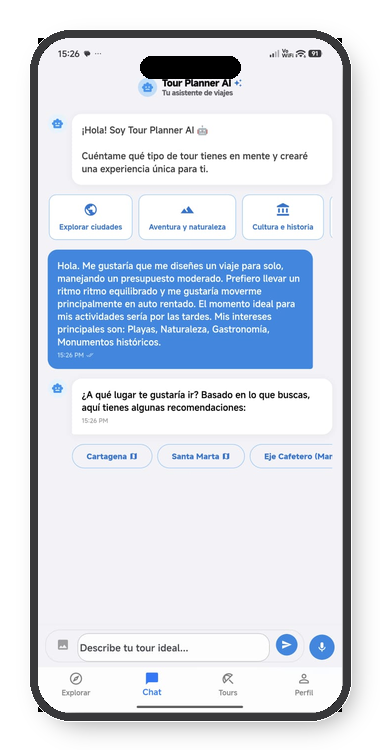 15:26
Vo
WiFi
91
Tour Planner AI
Tu asistente de viajes
¡Hola! Soy Tour Planner AI 🤖
Cuéntame qué tipo de tour tienes en mente y crearé
una experiencia única para ti.
Explorar ciudades
Aventura y naturaleza
Cultura e historia
Hola. Me gustaría que me diseñes un viaje para solo,
manejando un presupuesto moderado. Prefiero llevar un
ritmo ritmo equilibrado y me gustaría moverme
principalmente en auto rentado. El momento ideal para
mis actividades sería por las tardes. Mis intereses
principales son: Playas, Naturaleza, Gastronomía,
Monumentos históricos.
15:26 PM
¿A qué lugar te gustaría ir? Basado en lo que buscas,
aquí tienes algunas recomendaciones:
15:26 PM
Cartagena
Santa Marta
Eje Cafetero (Man
Describe tu tour ideal...
Explorar
Chat
Tours
Perfil